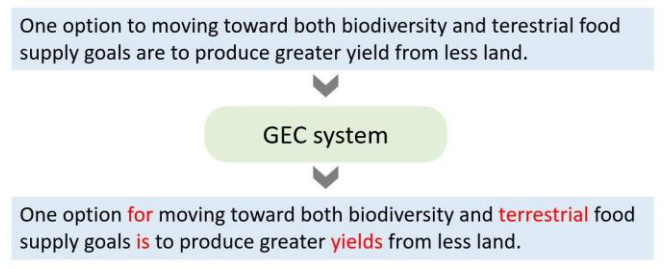 One option to moving toward both biodiversity and terestrial food
supply goals are to produce greater yield from less land.
GEC system
One option for moving toward both biodiversity and terrestrial food
supply goals is to produce greater yields from less land.